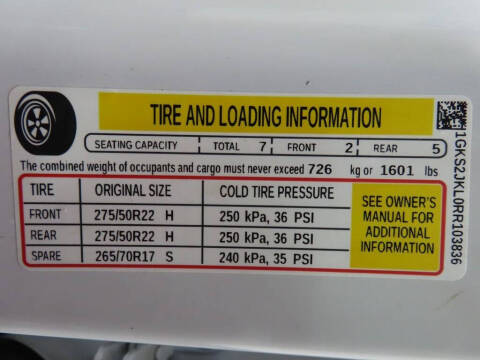 TIRE AND LOADING INFORMATION
SEATING CAPACITY TOTAL 7 FRONT 2 REAR 5
The combined weight of occupants and cargo must never exceed 726 kg or 1601 lbs
TIRE ORIGINAL SIZE COLD TIRE PRESSURE
FRONT 275/50R22 H 250 kPa, 36 PSI
REAR 275/50R22 H 250 kPa, 36 PSI
SPARE 265/70R17 S 240 kPa, 35 PSI
SEE OWNER'S
MANUAL FOR
ADDITIONAL
INFORMATION
1GKS2JKL0RR103836